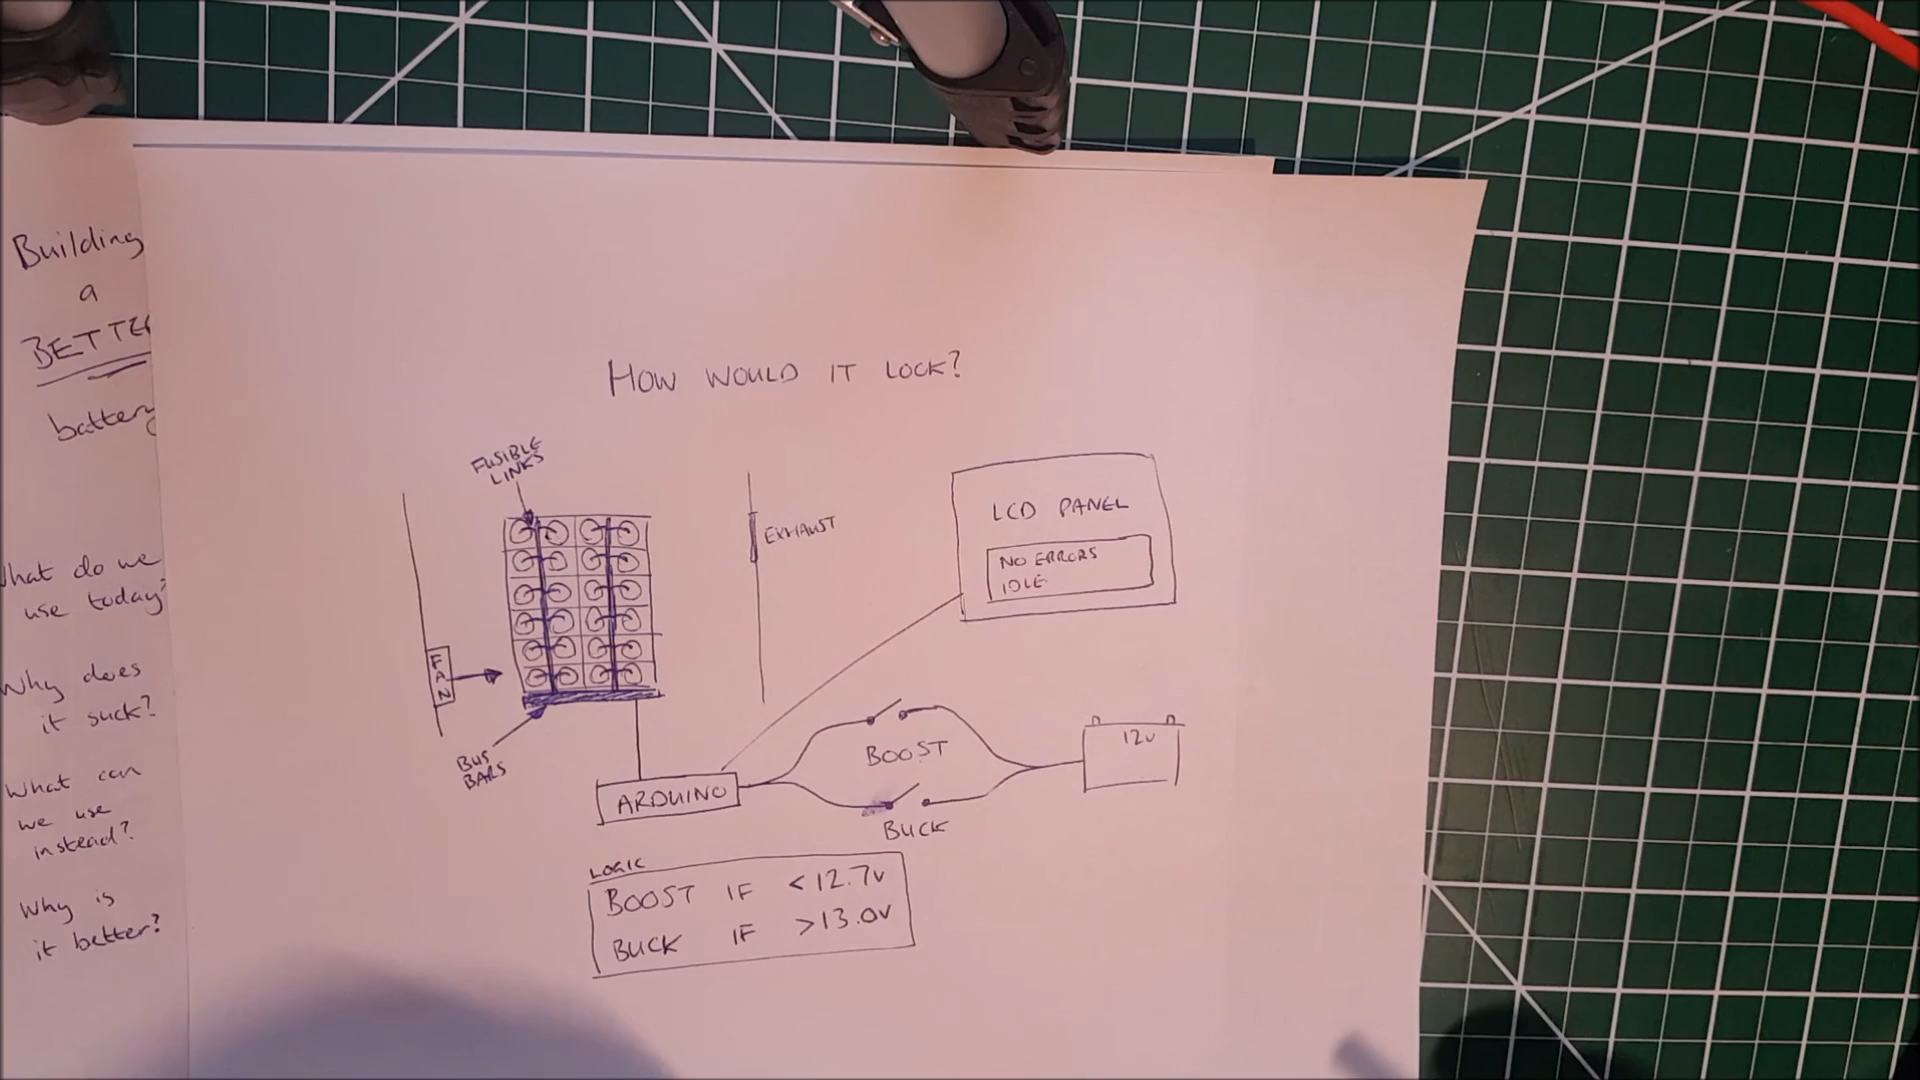 Building
a
BETTE
battery
What do we
use today?
Why does
it suck?
What can
we use
instead?
Why is
it better?
HOW WOULD IT LOOK?
FUSIBLE
LINKS
EXHAUST
LCD PANEL
NO ERRORS
IDLE
FAN
BUS
BARS
ARDUINO
BOOST
BUCK
12v
LOGIC
BOOST IF <12.7v
BUCK IF >13.0v